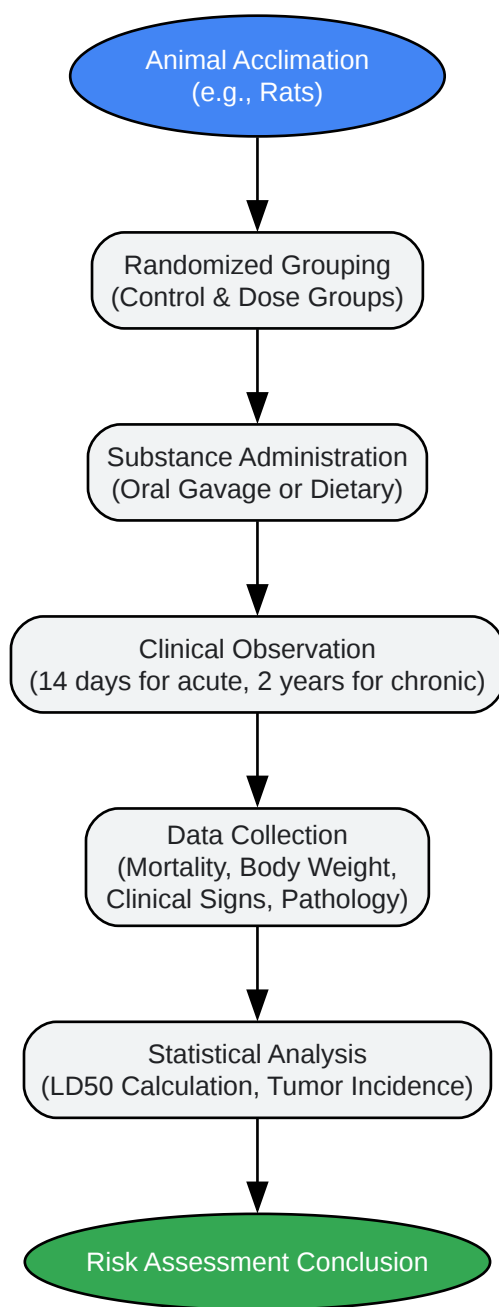 Animal Acclimation
(e.g., Rats)
Randomized Grouping
(Control & Dose Groups)
Substance Administration
(Oral Gavage or Dietary)
Clinical Observation
(14 days for acute, 2 years for chronic)
Data Collection
(Mortality, Body Weight,
Clinical Signs, Pathology)
Statistical Analysis
(LD50 Calculation, Tumor Incidence)
Risk Assessment Conclusion